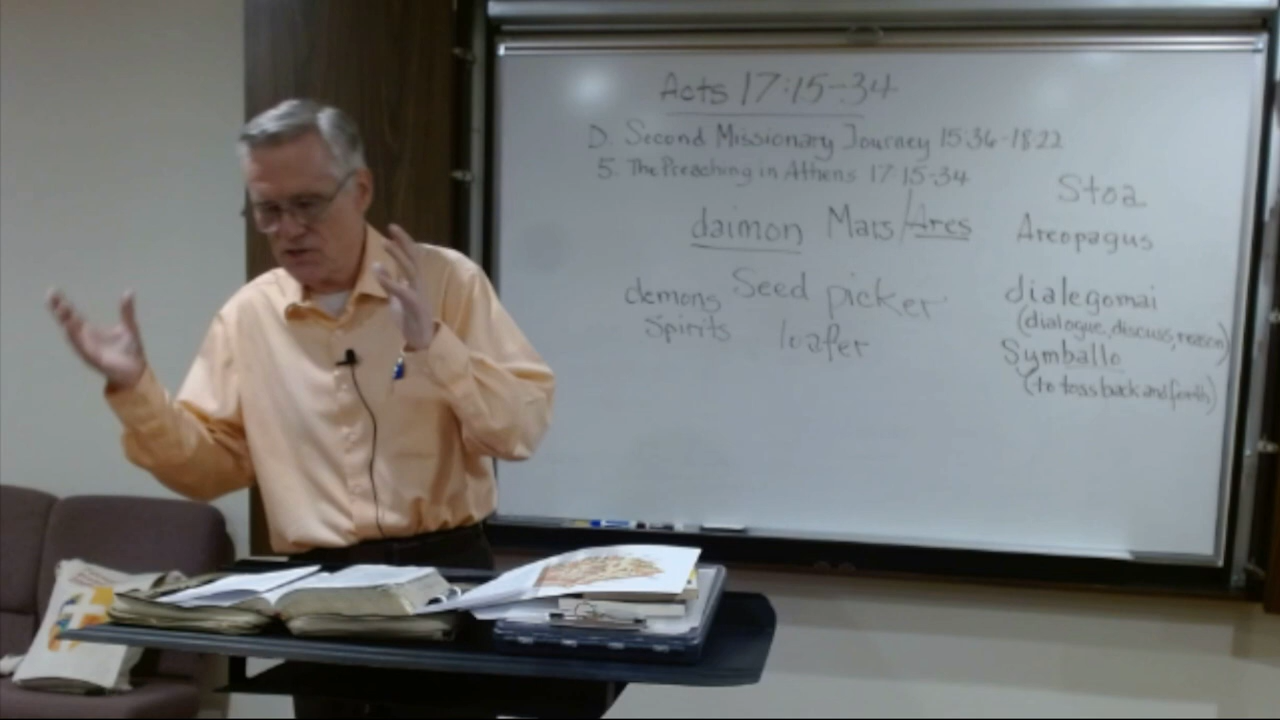 Acts 17:15-34
D. Second Missionary Journey 15:36-18:22
5. The Preaching in Athens 17:15-34
Stoa
daimon Mars/Ares Areopagus
demons Seed picker
spirits loafer
dialegomai
(dialogue, discuss, reason)
Symballo
(to toss back and forth)